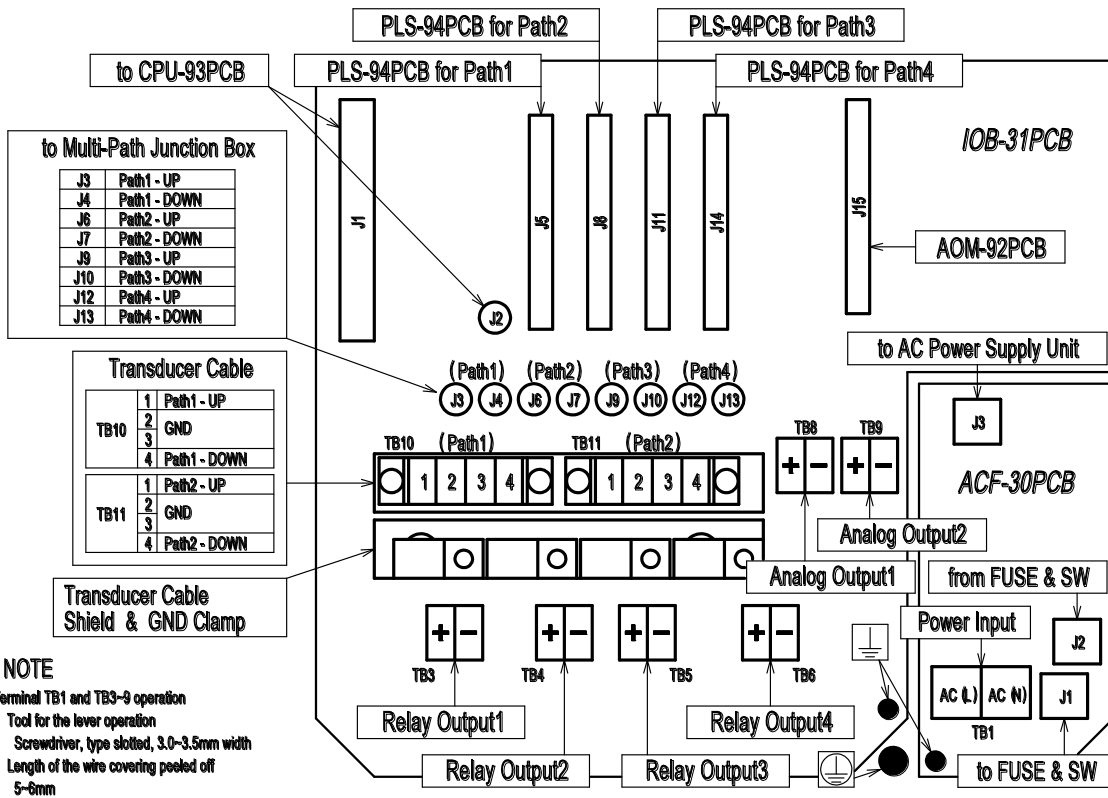 PLS-94PCB for Path2
PLS-94PCB for Path3
to CPU-93PCB
PLS-94PCB for Path1
PLS-94PCB for Path4
IOB-31PCB
to Multi-Path Junction Box
J3 Path1 - UP
J4 Path1 - DOWN
J6 Path2 - UP
J7 Path2 - DOWN
J9 Path3 - UP
J10 Path3 - DOWN
J12 Path4 - UP
J13 Path4 - DOWN
J1
J5
J8
J11
J14
J15
AOM-92PCB
J2
to AC Power Supply Unit
(Path1) (Path2) (Path3) (Path4)
J3 J4 J6 J7 J9 J10 J12 J13
J3
Transducer Cable
TB10
1 Path1 - UP
2 GND
3
4 Path1 - DOWN
TB11
1 Path2 - UP
2 GND
3
4 Path2 - DOWN
TB10 (Path1) TB11 (Path2)
1 2 3 4 1 2 3 4
TB8 TB9
+ - + -
ACF-30PCB
Analog Output2
Analog Output1
from FUSE & SW
Transducer Cable
Shield & GND Clamp
Power Input
+ - + - + - + -
J2
TB3 TB4 TB5 TB6
AC (L) AC (N)
J1
TB1
NOTE
Terminal TB1 and TB3~9 operation
Tool for the lever operation
Screwdriver, type slotted, 3.0~3.5mm width
Length of the wire covering peeled off
5~6mm
Relay Output1
Relay Output4
Relay Output2
Relay Output3
to FUSE & SW